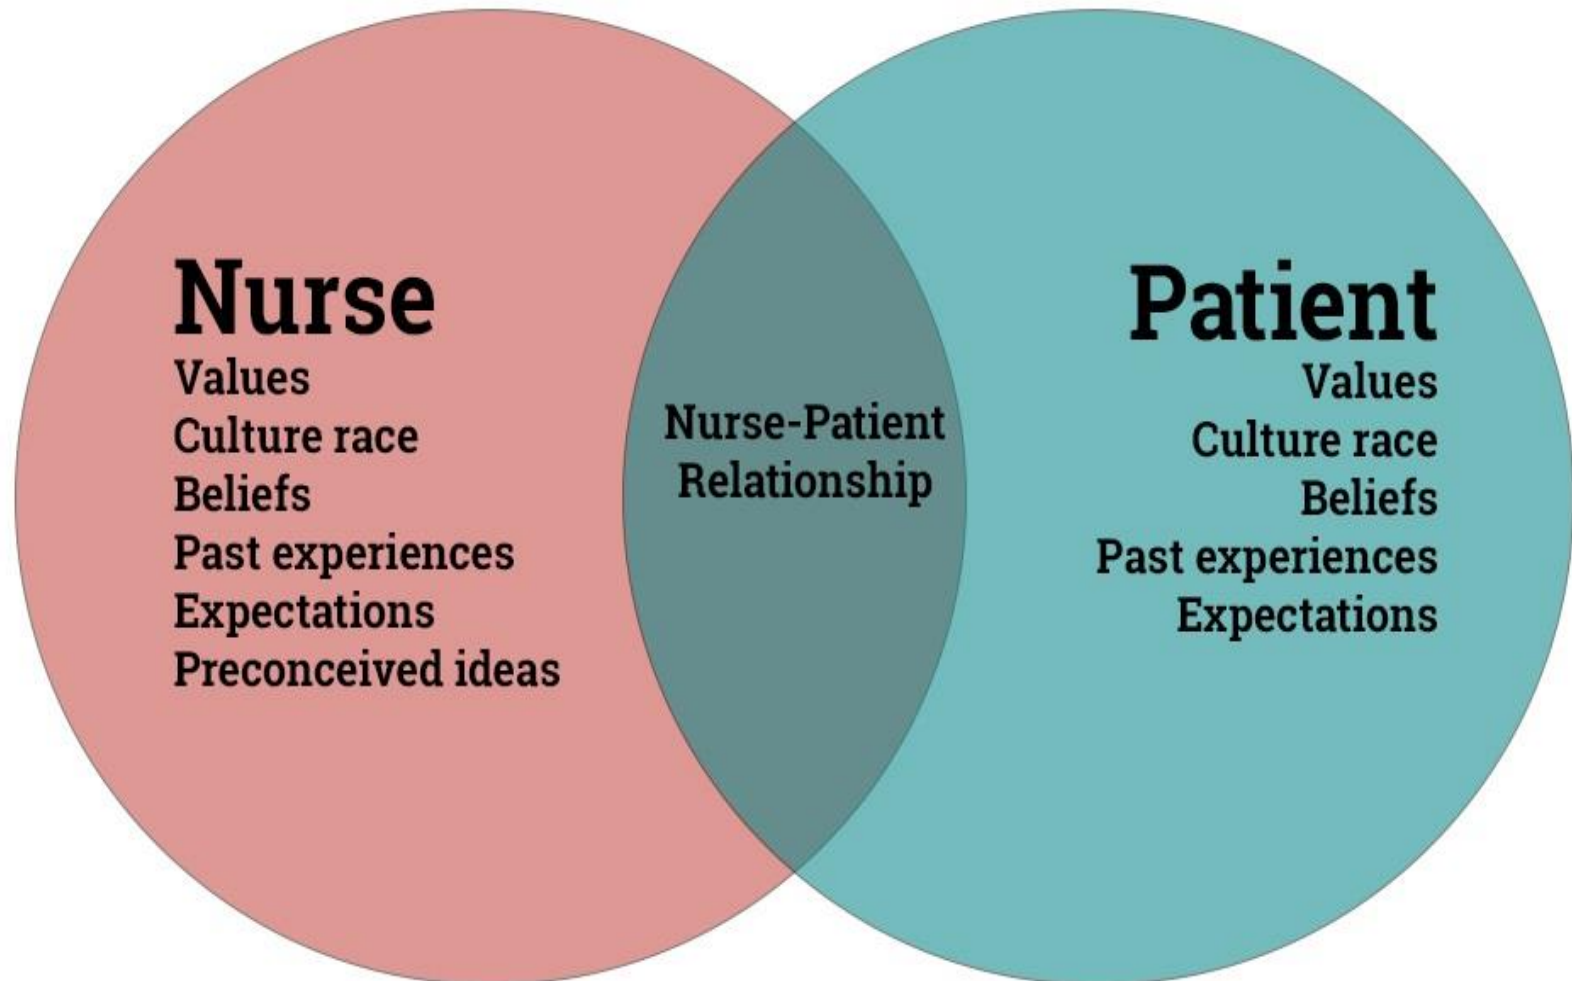 Nurse
Values
Culture race
Beliefs
Past experiences
Expectations
Preconceived ideas
Nurse-Patient
Relationship
Patient
Values
Culture race
Beliefs
Past experiences
Expectations